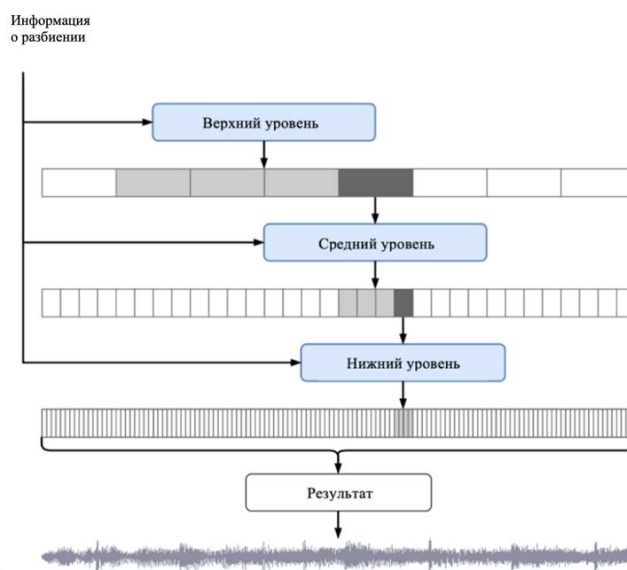 Информация
о разбиении
Верхний уровень
Средний уровень
Нижний уровень
Результат